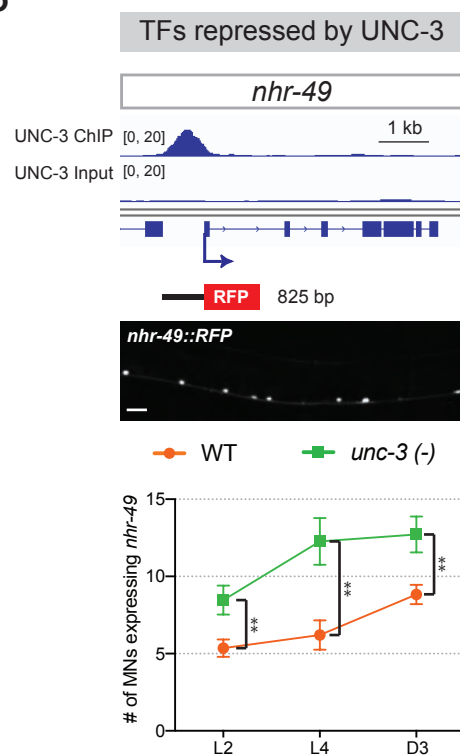 TFs repressed by UNC-3
nhr-49
UNC-3 ChIP [0, 20] 1 kb
UNC-3 Input [0, 20]
RFP 825 bp
nhr-49::RFP
WT unc-3 (-)
# of MNs expressing nhr-49
15
10
5
0
**
**
**
L2 L4 D3